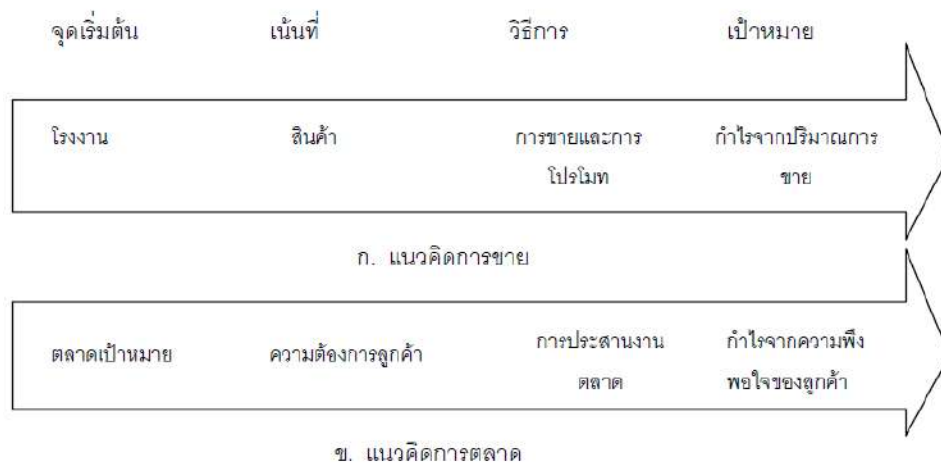 จุดเริ่มต้น เน้นที่ วิธีการ เป้าหมาย
โรงงาน สินค้า การขายและการ กำไรจากปริมาณการ
โปรโมท ขาย
ก. แนวคิดการขาย
ตลาดเป้าหมาย ความต้องการลูกค้า การประสานงาน กำไรจากความพึง
ตลาด พอใจของลูกค้า
ข. แนวคิดการตลาด